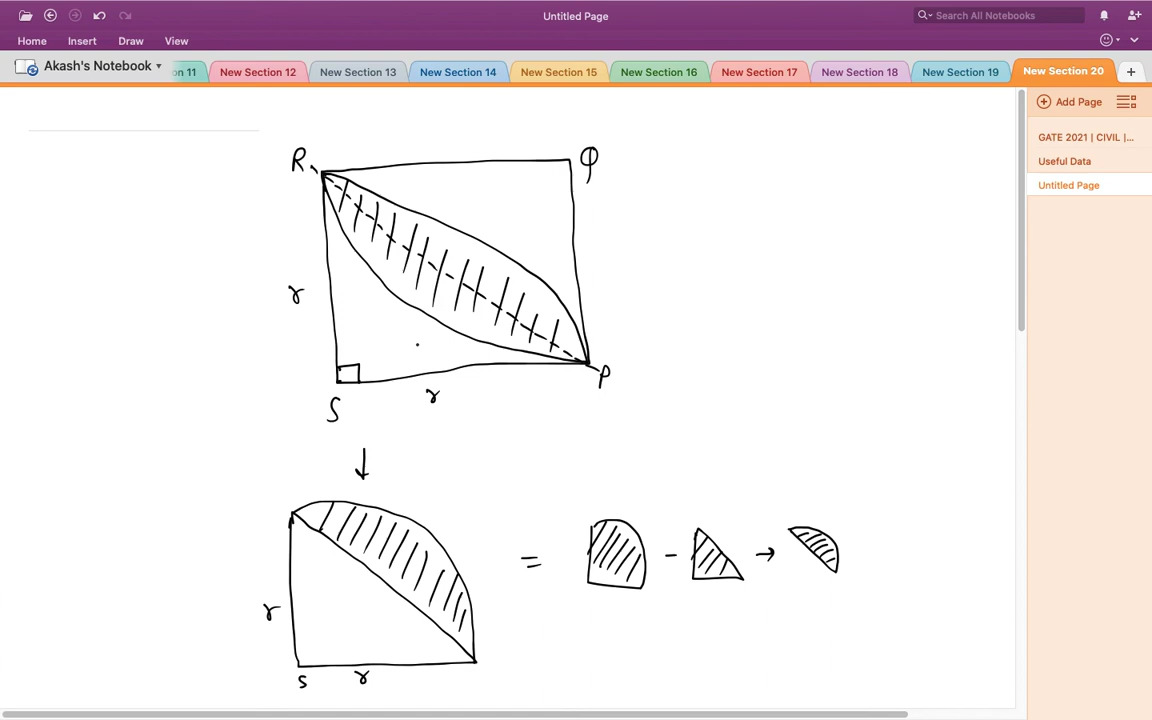 Untitled Page
Search All Notebooks
Home Insert Draw View
Akash's Notebook
on 11 New Section 12 New Section 13 New Section 14 New Section 15 New Section 16 New Section 17 New Section 18 New Section 19 New Section 20 +
Add Page
GATE 2021 | CIVIL |...
Useful Data
Untitled Page
R Q
r
P
S r
r = - →
s r